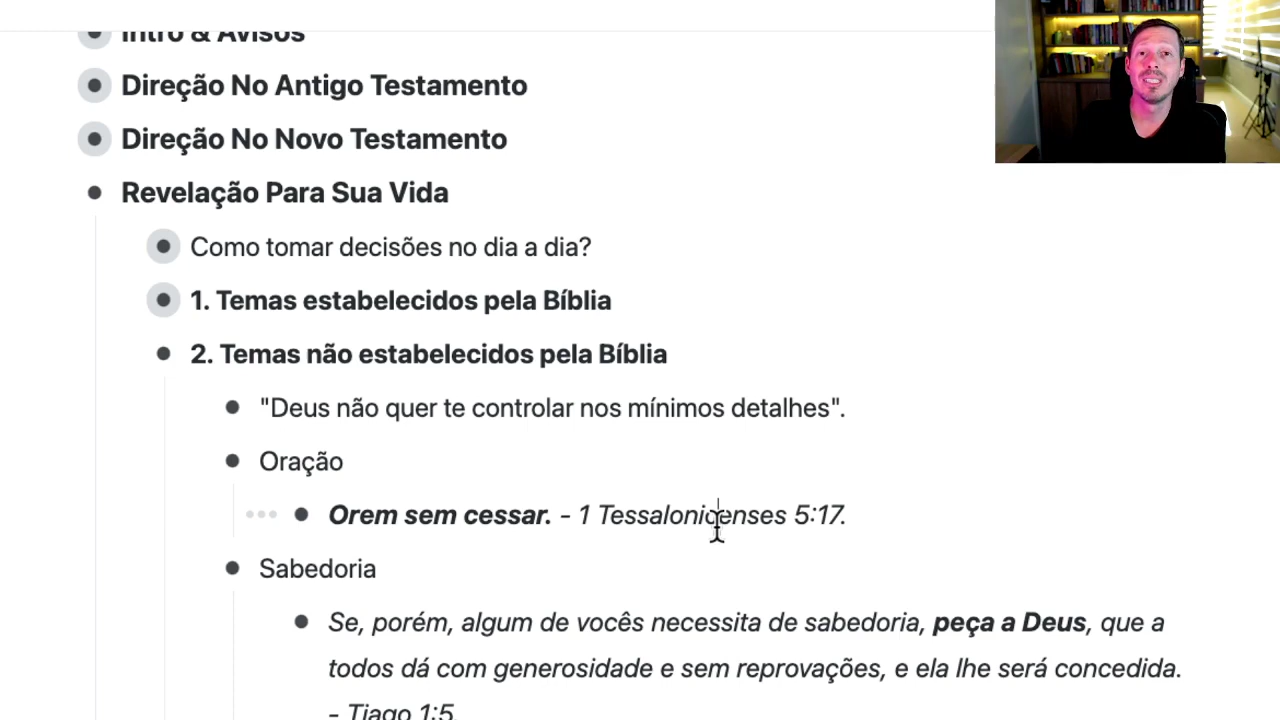 Intro & Avisos
Direção No Antigo Testamento
Direção No Novo Testamento
Revelação Para Sua Vida
Como tomar decisões no dia a dia?
1. Temas estabelecidos pela Bíblia
2. Temas não estabelecidos pela Bíblia
"Deus não quer te controlar nos mínimos detalhes".
Oração
Orem sem cessar. - 1 Tessalonicenses 5:17.
Sabedoria
Se, porém, algum de vocês necessita de sabedoria, peça a Deus, que a
todos dá com generosidade e sem reprovações, e ela lhe será concedida.
- Tiago 1:5.